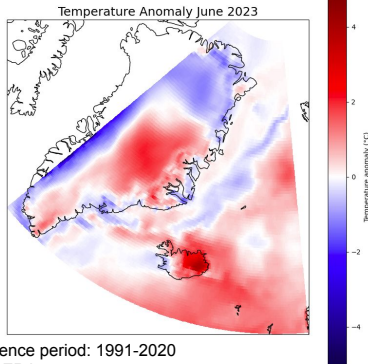 Temperature Anomaly June 2023
4
2
0
−2
−4
Temperature anomaly (°C)
ence period: 1991-2020